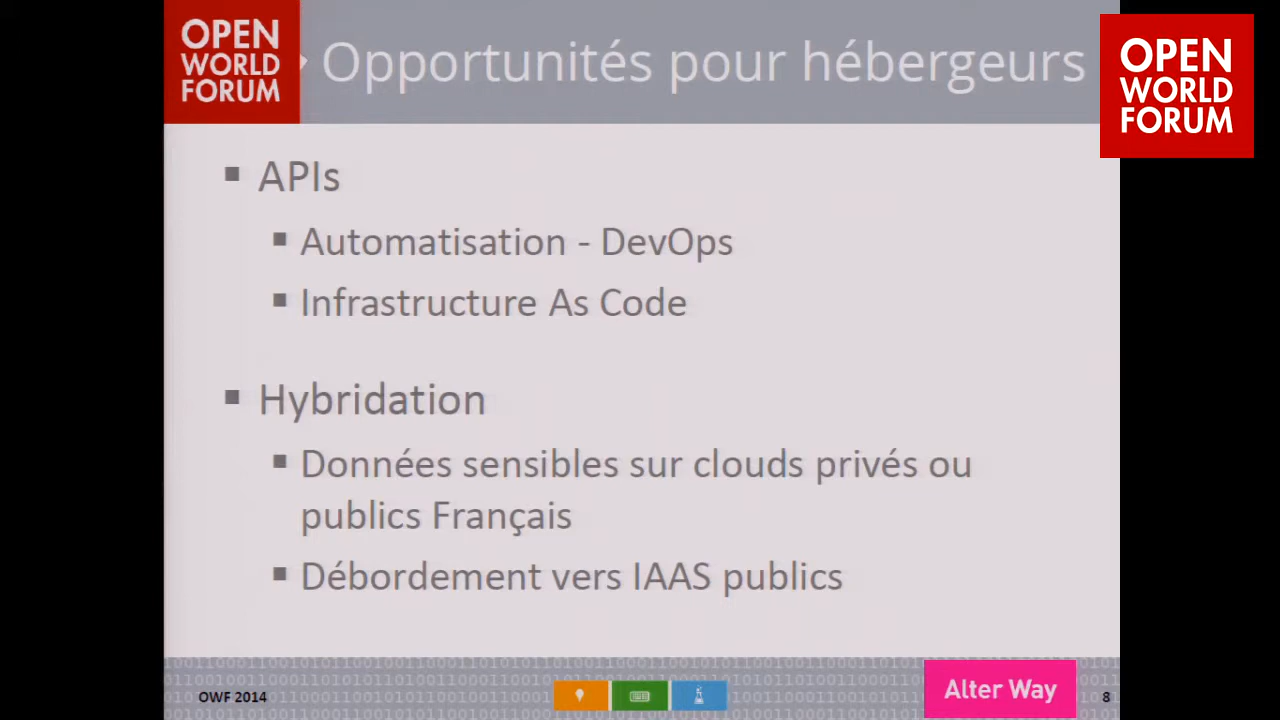 OPEN
WORLD
FORUM
Opportunités pour hébergeurs
OPEN
WORLD
FORUM
APIs
Automatisation - DevOps
Infrastructure As Code
Hybridation
Données sensibles sur clouds privés ou
publics Français
Débordement vers IAAS publics
OWF 2014
Alter Way
8